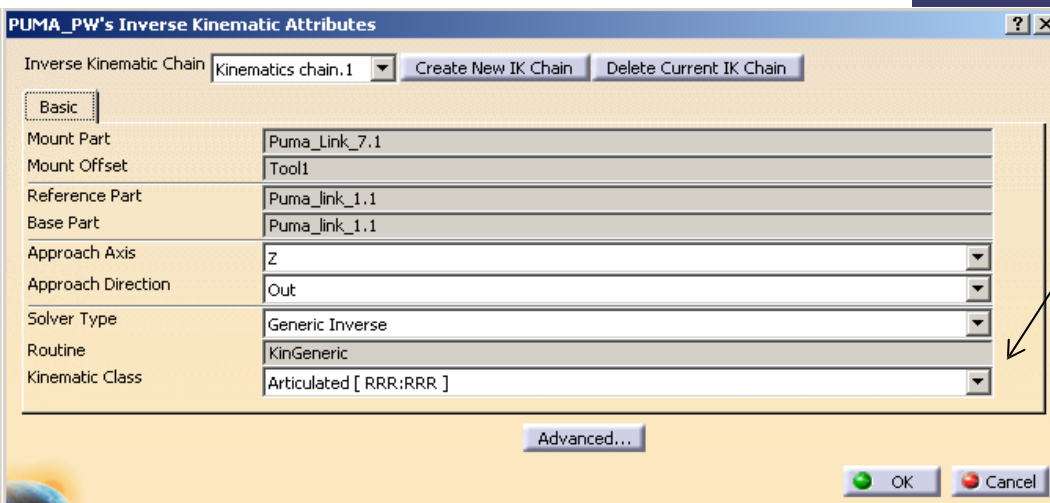 PUMA_PW's Inverse Kinematic Attributes
Inverse Kinematic Chain Kinematics chain.1 Create New IK Chain Delete Current IK Chain
Basic
Mount Part Puma_Link_7.1
Mount Offset Tool1
Reference Part Puma_link_1.1
Base Part Puma_link_1.1
Approach Axis Z
Approach Direction Out
Solver Type Generic Inverse
Routine KinGeneric
Kinematic Class Articulated [ RRR:RRR ]
Advanced...
OK Cancel